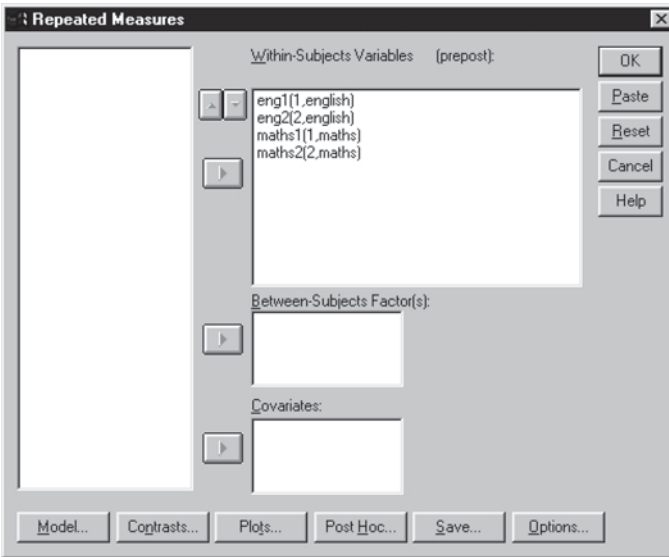 Repeated Measures
Within-Subjects Variables (prepost):
eng1(1,english)
eng2(2,english)
maths1(1,maths)
maths2(2,maths)
OK
Paste
Reset
Cancel
Help
Between-Subjects Factor(s):
Covariates:
Model... Contrasts... Plots... Post Hoc... Save... Options...